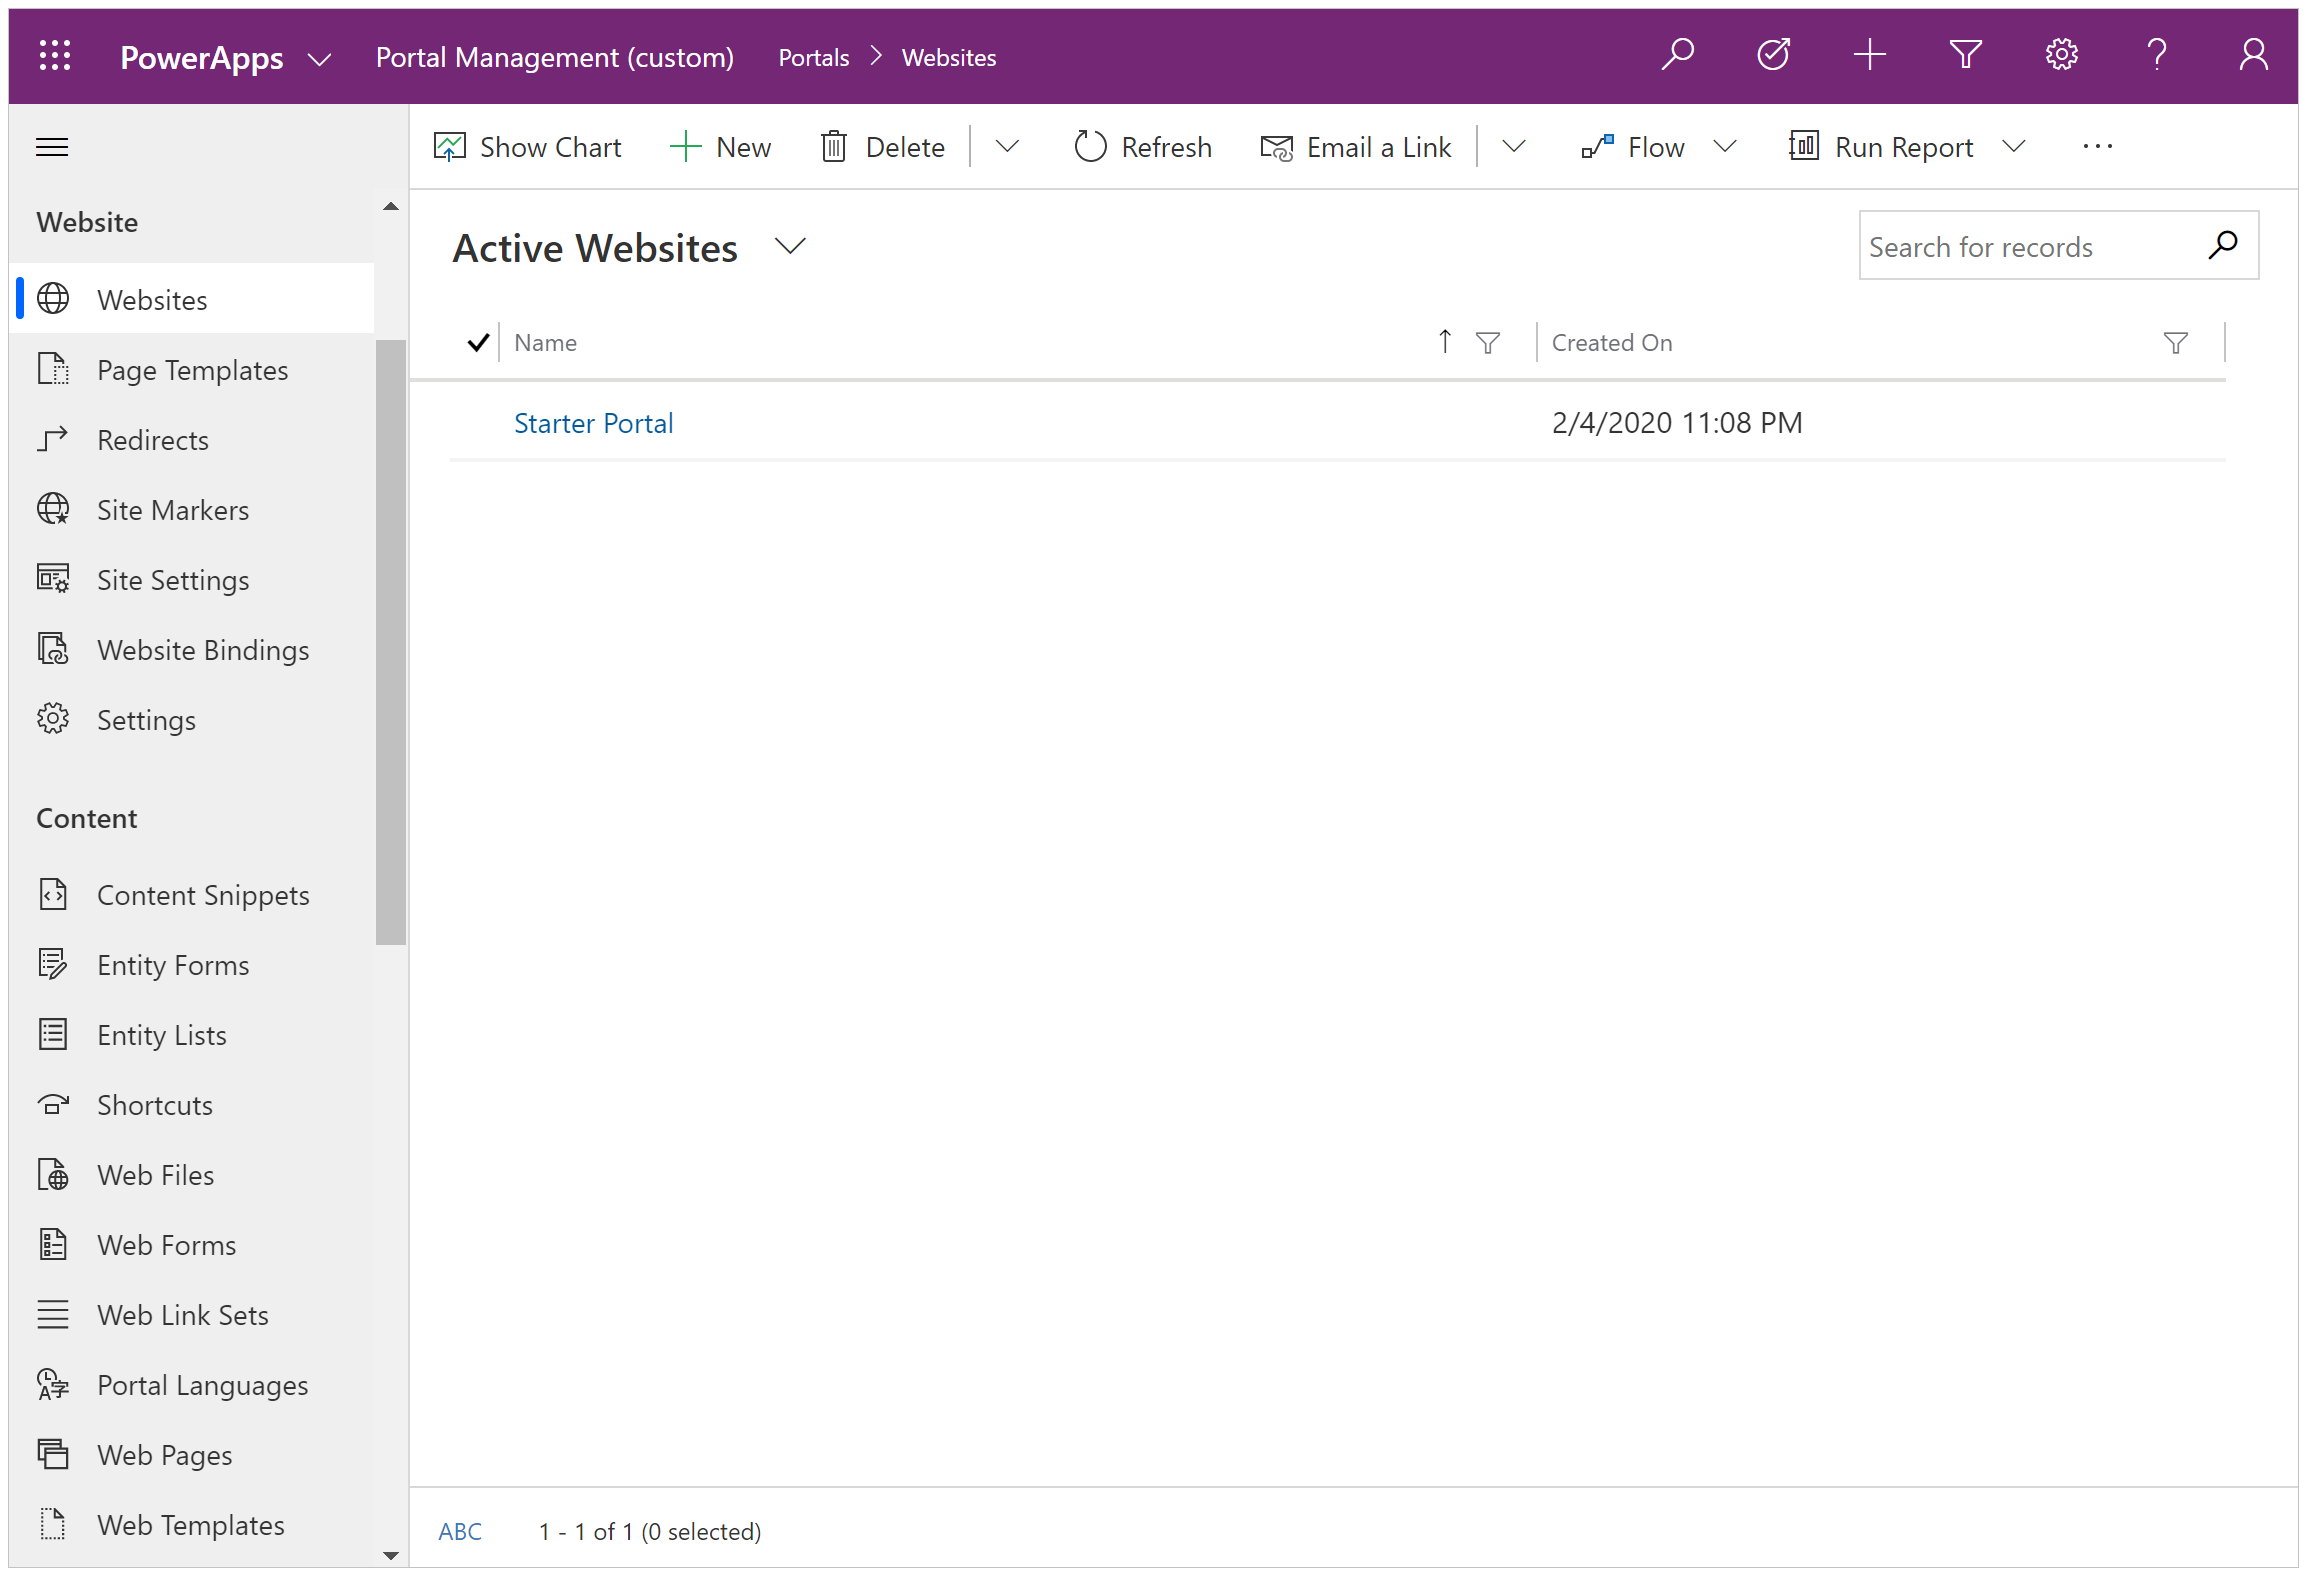 PowerApps Portal Management (custom) Portals Websites
Show Chart New Delete Refresh Email a Link Flow Run Report
Website
Websites
Page Templates
Redirects
Site Markers
Site Settings
Website Bindings
Settings
Content
Content Snippets
Entity Forms
Entity Lists
Shortcuts
Web Files
Web Forms
Web Link Sets
Portal Languages
Web Pages
Web Templates
Active Websites
Search for records
Name Created On
Starter Portal 2/4/2020 11:08 PM
ABC 1 - 1 of 1 (0 selected)